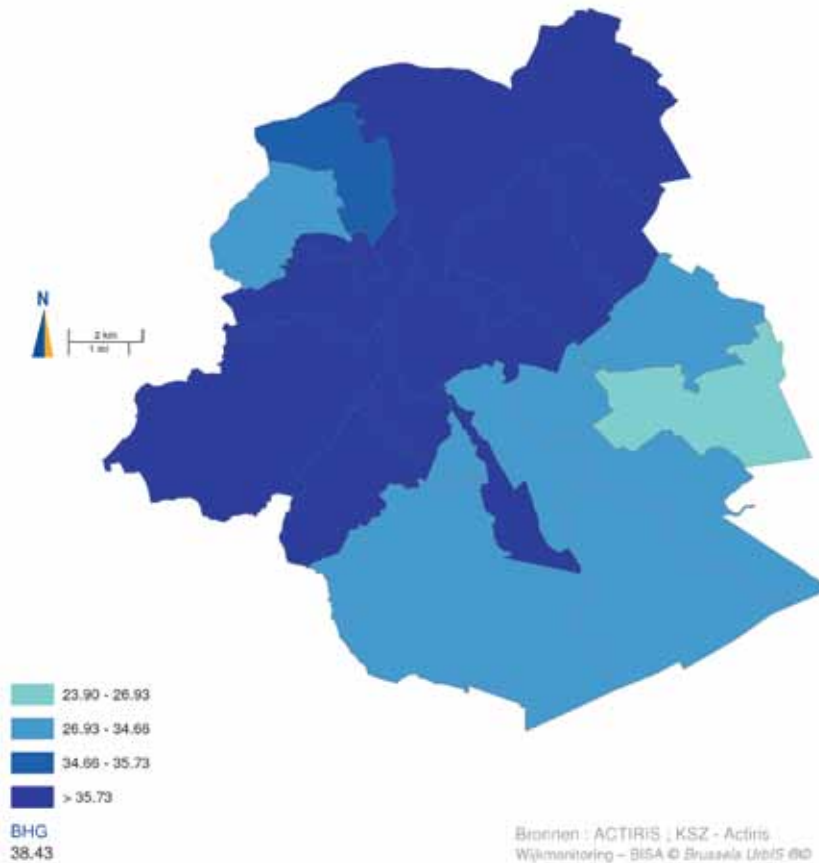 N
2 km
1 mi
23.90 - 26.93
26.93 - 34.66
34.66 - 35.73
> 35.73
BHG
38.43
Bronnen : ACTIRIS ; KSZ - Actiris
Wijkmonitoring – BISA © Brussels UrbIS ®©